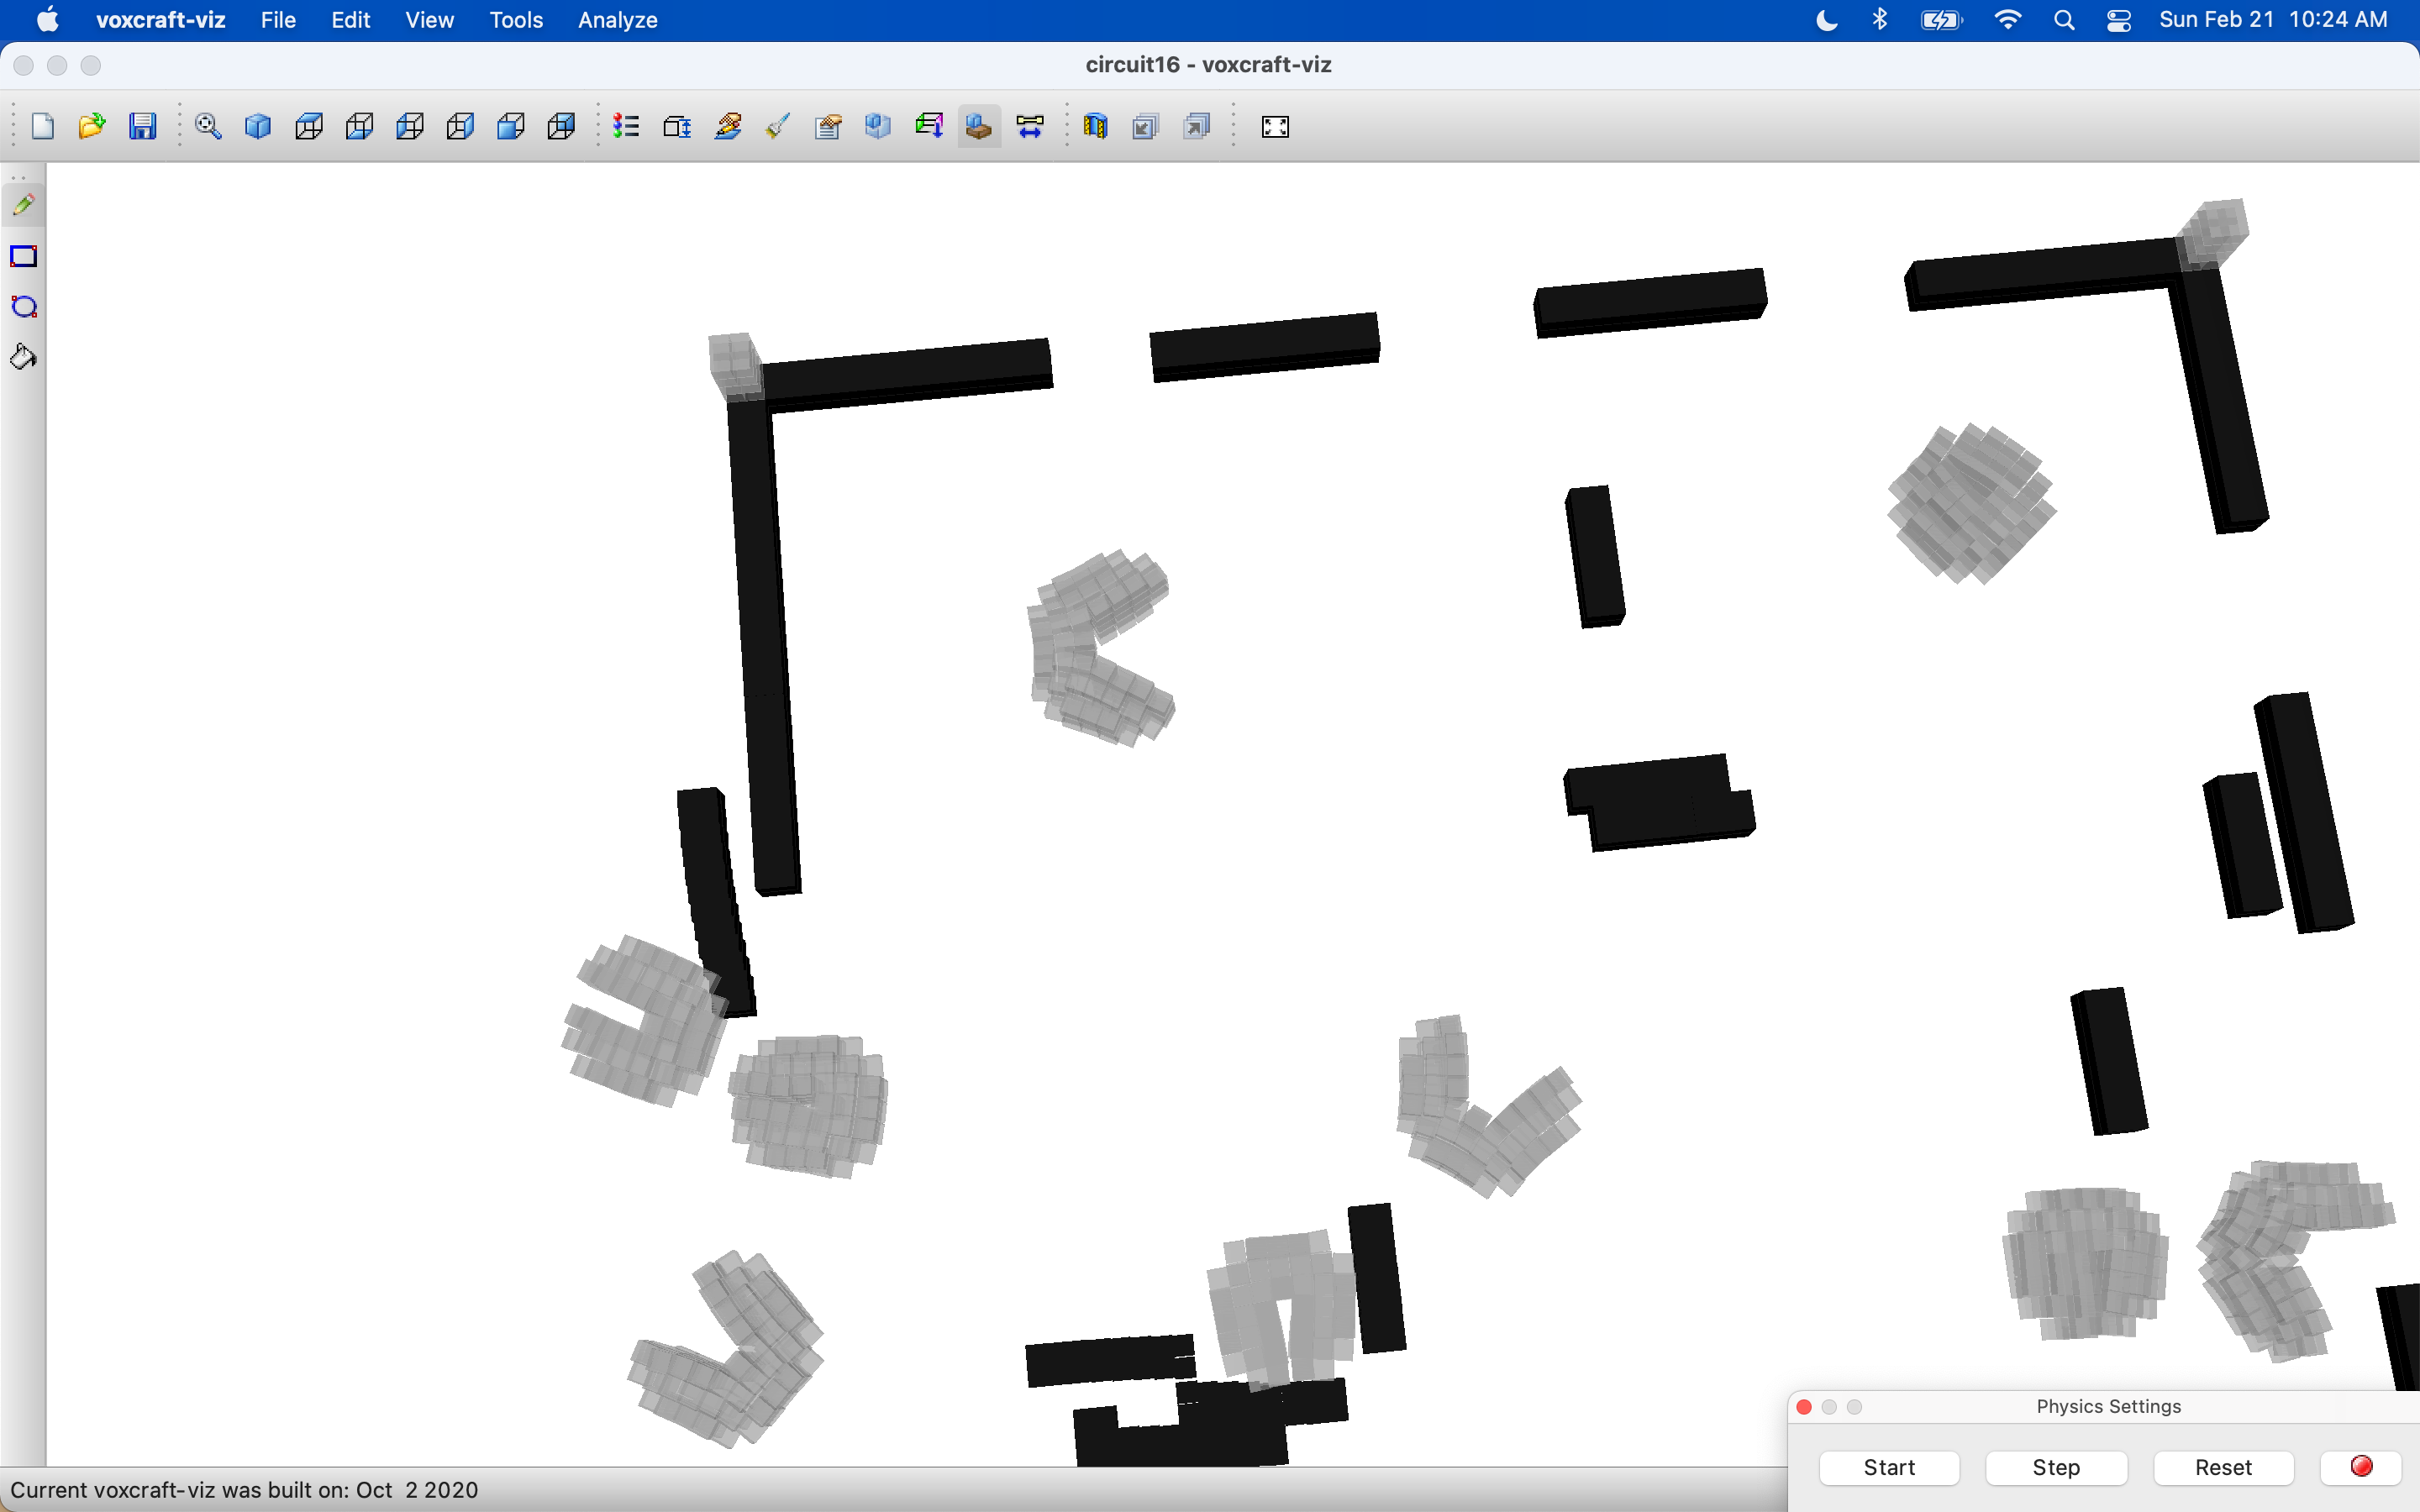 voxcraft-viz File Edit View Tools Analyze Sun Feb 21 10:24 AM
circuit16 - voxcraft-viz
Physics Settings
Start Step Reset
Current voxcraft-viz was built on: Oct 2 2020